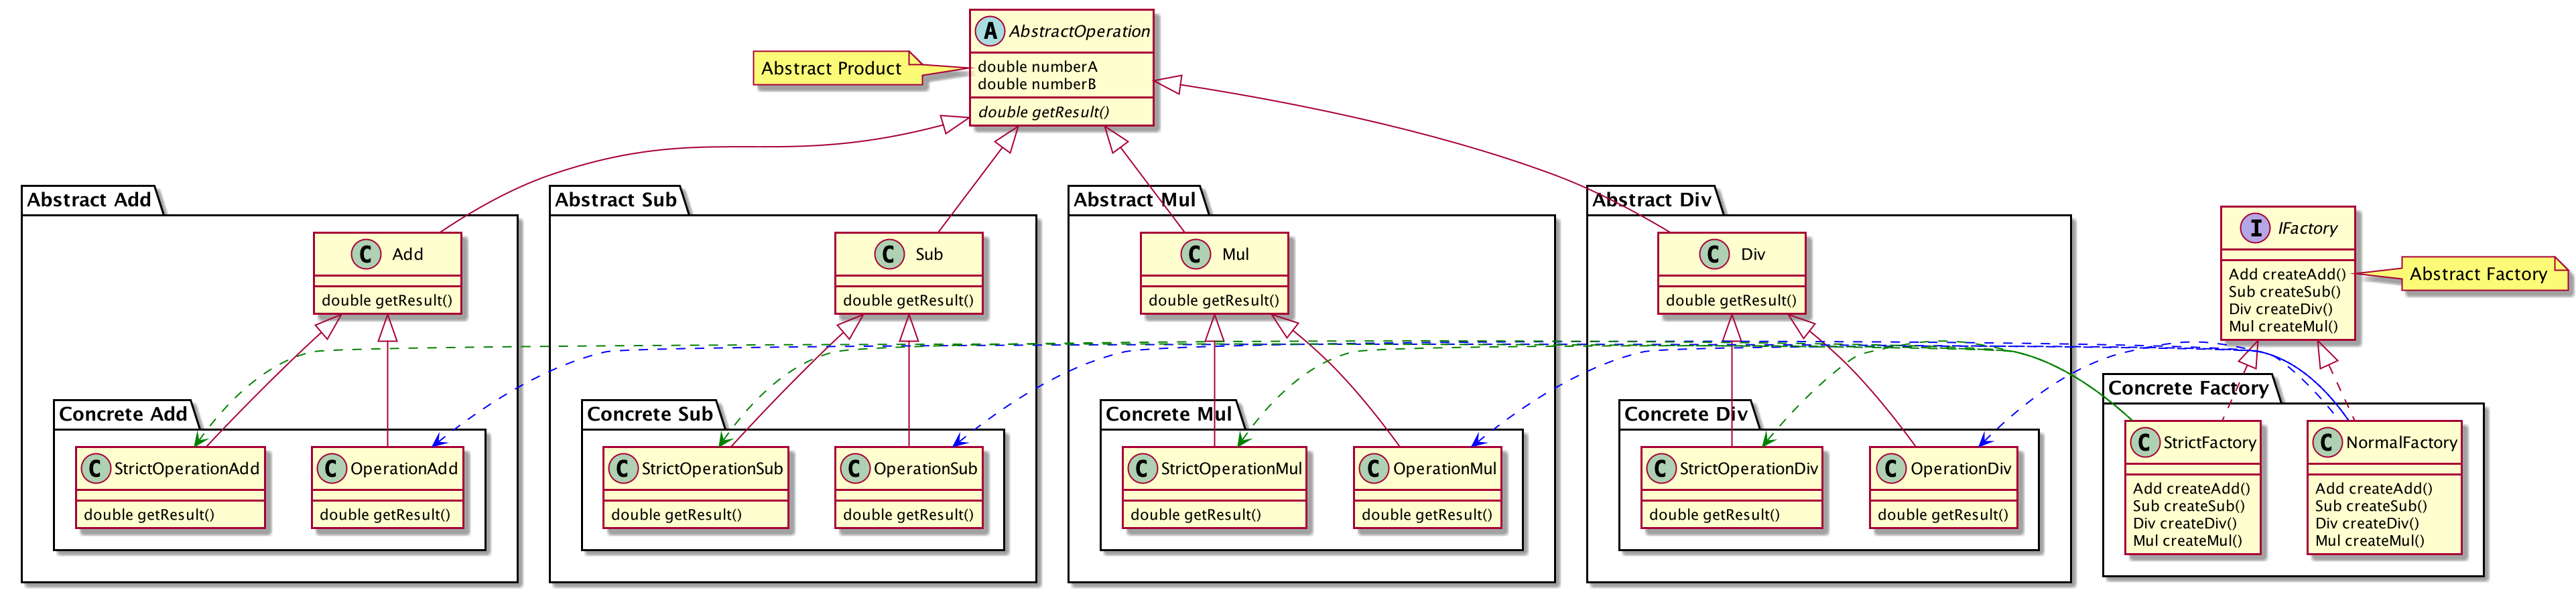 A AbstractOperation
double numberA
double numberB
double getResult()
Abstract Product
Abstract Add
C Add
double getResult()
Concrete Add
C StrictOperationAdd
double getResult()
C OperationAdd
double getResult()
Abstract Sub
C Sub
double getResult()
Concrete Sub
C StrictOperationSub
double getResult()
C OperationSub
double getResult()
Abstract Mul
C Mul
double getResult()
Concrete Mul
C StrictOperationMul
double getResult()
C OperationMul
double getResult()
Abstract Div
C Div
double getResult()
Concrete Div
C StrictOperationDiv
double getResult()
C OperationDiv
double getResult()
I IFactory
Add createAdd()
Sub createSub()
Div createDiv()
Mul createMul()
Abstract Factory
Concrete Factory
C StrictFactory
Add createAdd()
Sub createSub()
Div createDiv()
Mul createMul()
C NormalFactory
Add createAdd()
Sub createSub()
Div createDiv()
Mul createMul()